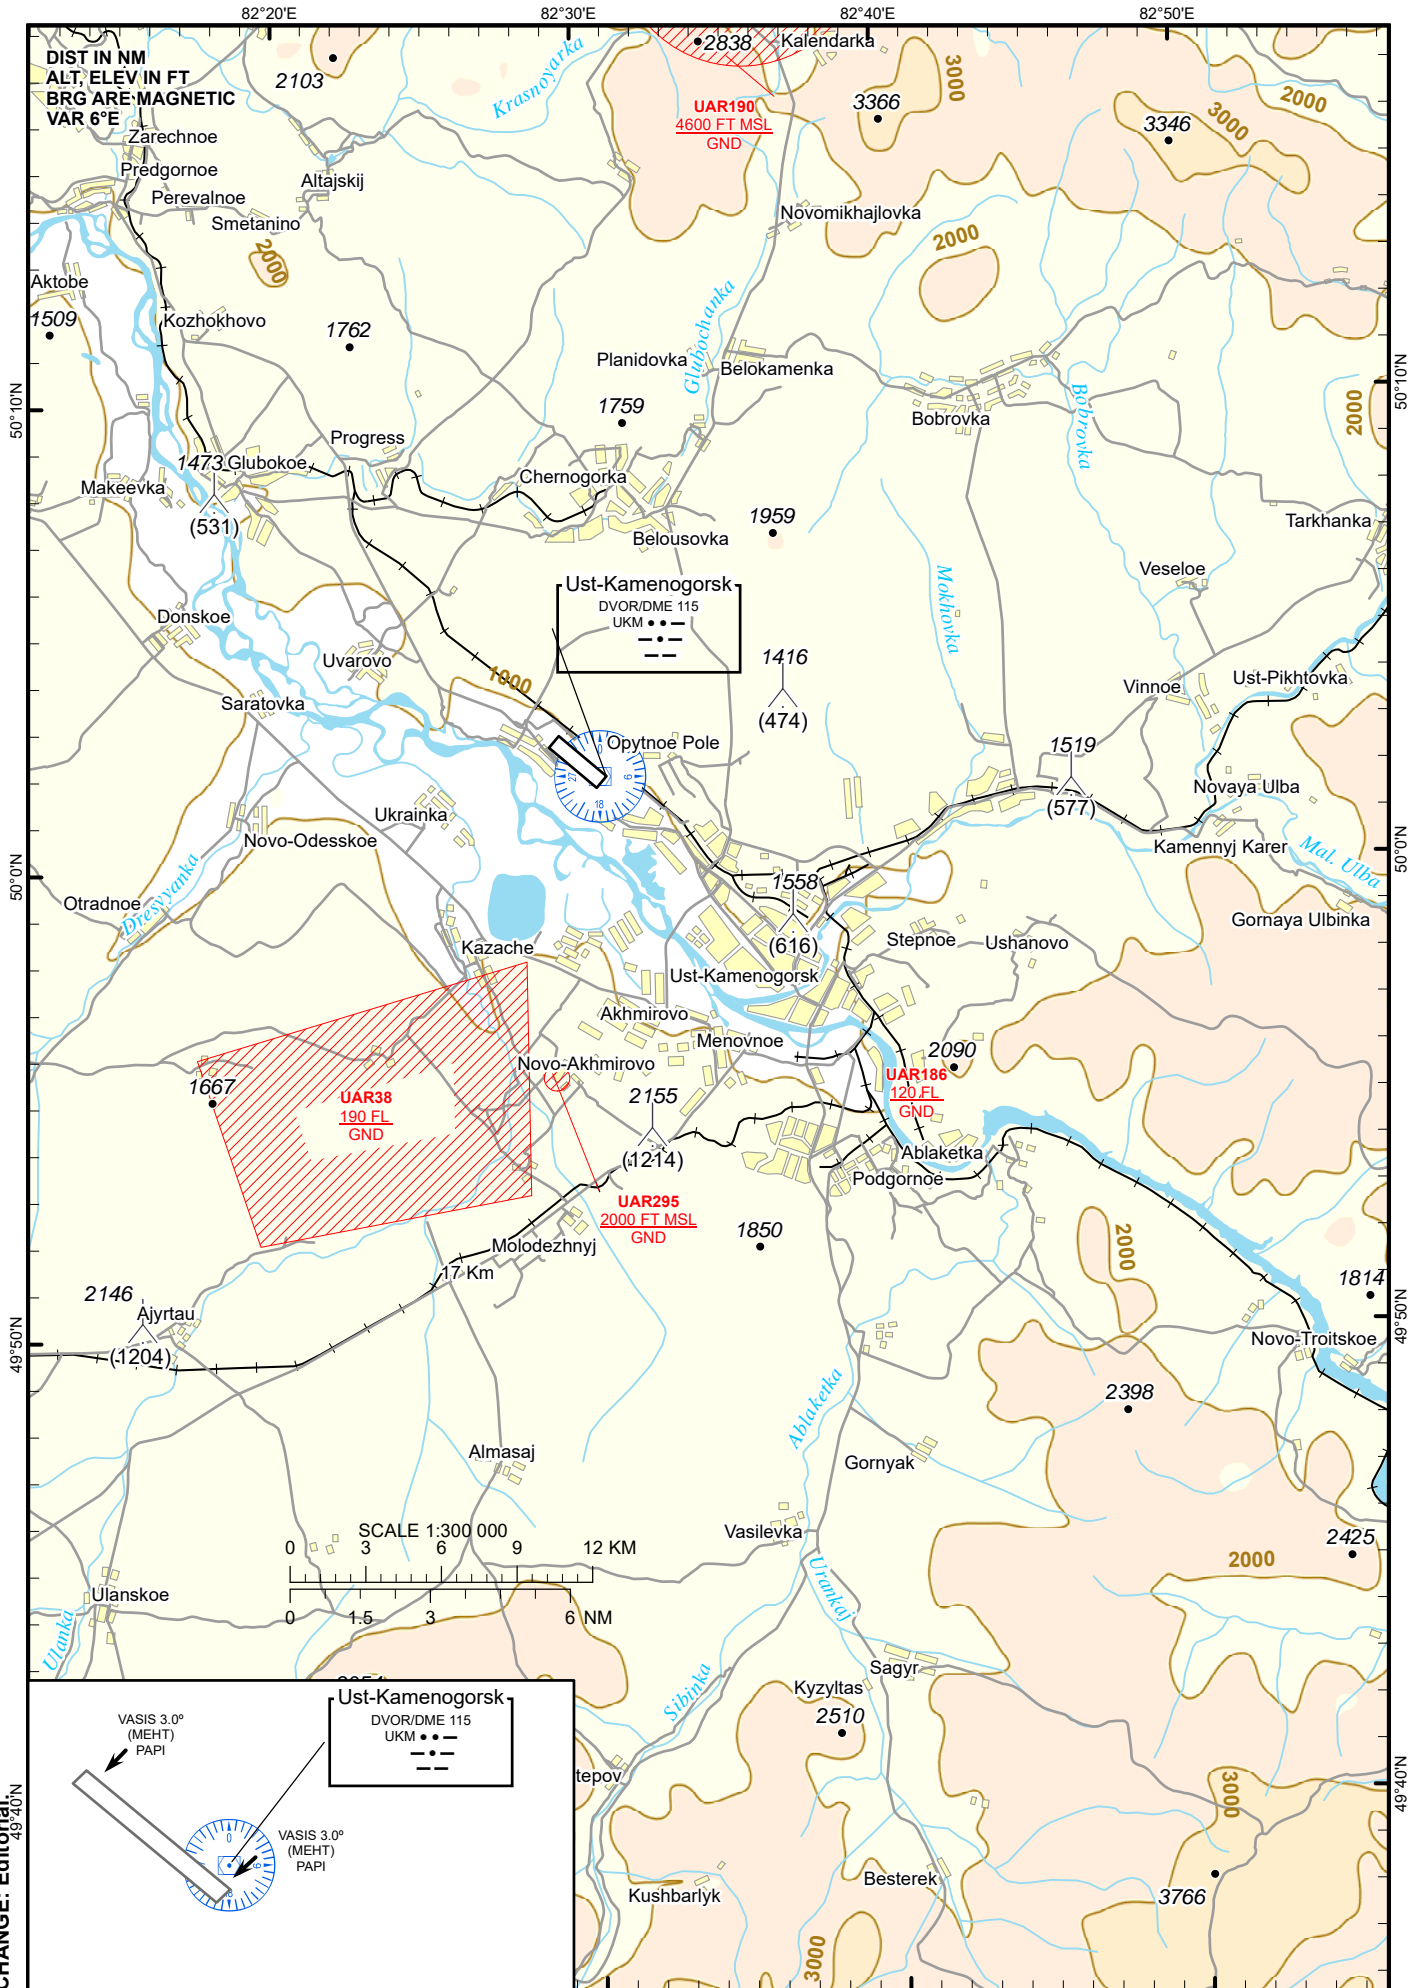 82°20'E
82°30'E
82°40'E
82°50'E
DIST IN NM
ALT, ELEV IN FT
BRG ARE MAGNETIC
VAR 6°E
2103
Krasnoyarka
2838
Kalendarka
UAR190
4600 FT MSL
GND
3366
3000
3346
3000
2000
Zarechnoe
Predgornoe
Perevalnoe
Smetanino
Altajskij
2000
Novomikhajlovka
2000
Aktobe
1509
Kozhokhovo
1762
Glubochanka
Planidovka
Belokamenka
50°10'N
50°10'N
1759
Bobrovka
Bobrovka
2000
Progress
1473
Glubokoe
Makeevka
(531)
Chernogorka
Belousovka
1959
Tarkhanka
Veseloe
Mokhovka
Ust-Kamenogorsk
DVOR/DME 115
UKM
Donskoe
Uvarovo
Saratovka
1000
1416
(474)
Vinnoe
Ust-Pikhtovka
Opytnoe Pole
0
9
18
27
1519
(577)
Novaya Ulba
Kamennyj Karer
Mal. Ulba
Ukrainka
Novo-Odesskoe
50°0'N
50°0'N
Otradnoe
Dresvyanka
1558
(616)
Gornaya Ulbinka
Kazache
Stepnoe
Ushanovo
Ust-Kamenogorsk
Akhmirovo
Menovnoe
Novo-Akhmirovo
2090
1667
UAR38
190 FL
GND
UAR186
120 FL
GND
2155
(1214)
Ablaketka
Podgornoe
UAR295
2000 FT MSL
GND
1850
2000
Molodezhnyj
17 Km
1814
2146
Ajyrtau
(1204)
49°50'N
49°50'N
Novo-Troitskoe
Ablaketka
2398
Almasaj
Gornyak
SCALE 1:300 000
0 3 6 9 12 KM
0 1.5 3 6 NM
Vasilevka
2425
2000
Ulanskoe
Ulanka
Urankaj
Sibinka
Sagyr
Kyzyltas
2510
Ust-Kamenogorsk
DVOR/DME 115
UKM
VASIS 3.0º
(MEHT)
PAPI
tepov
49°40'N
49°40'N
3000
0
9
VASIS 3.0º
(MEHT)
PAPI
Besterek
Kushbarlyk
3766
3000
CHANGE: Editorial.